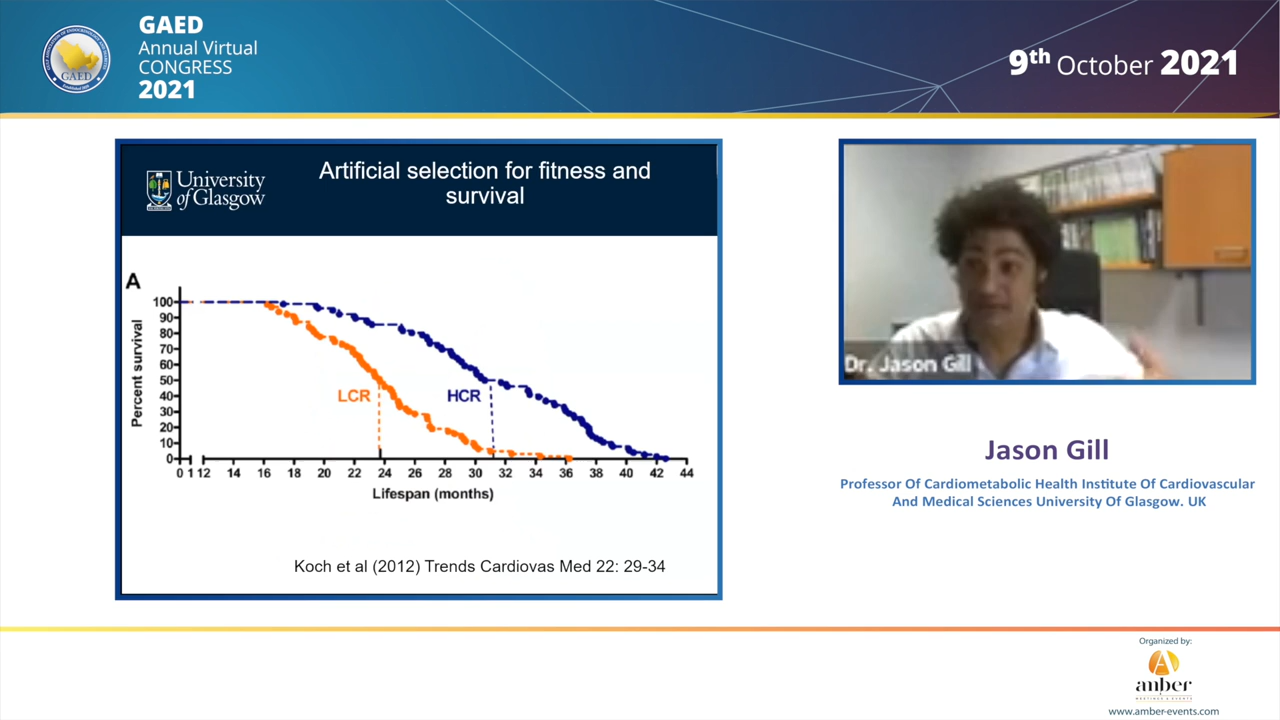 GAED
Annual Virtual
CONGRESS
2021
9th October 2021
GAED
University
of Glasgow
Artificial selection for fitness and
survival
A
Percent survival
100
90
80
70
60
50
40
30
20
10
0
LCR
HCR
0 1 12 14 16 18 20 22 24 26 28 30 32 34 36 38 40 42 44
Lifespan (months)
Koch et al (2012) Trends Cardiovas Med 22: 29-34
Dr. Jason Gill
Jason Gill
Professor Of Cardiometabolic Health Institute Of Cardiovascular
And Medical Sciences University Of Glasgow. UK
Organized by:
anber
www.amber-events.com